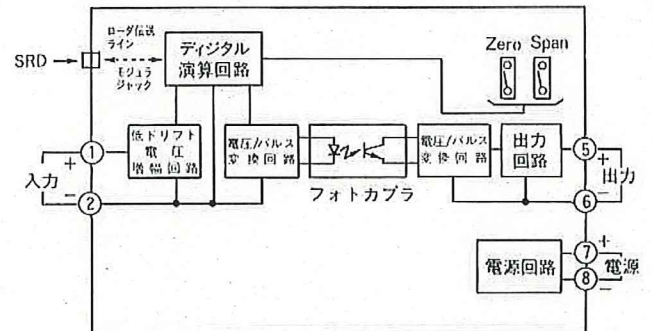 SRD
ローダ伝送
ライン
モジュラ
ジャック
ディジタル
演算回路
Zero Span
入力
+
1
−
2
低ドリフト
電圧
増幅回路
電圧/パルス
変換回路
フォトカプラ
電圧/パルス
変換回路
出力
回路
5
+
出力
−
6
電源回路
7
+
電源
8
−